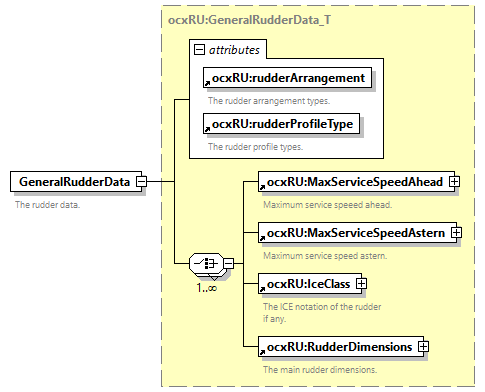 ocxRU:GeneralRudderData_T
attributes
ocxRU:rudderArrangement
The rudder arrangement types.
ocxRU:rudderProfileType
The rudder profile types.
GeneralRudderData
The rudder data.
ocxRU:MaxServiceSpeedAhead
Maximum service speeed ahead.
ocxRU:MaxServiceSpeedAstern
Maximum service speed astern.
1..∞
ocxRU:IceClass
The ICE notation of the rudder
if any.
ocxRU:RudderDimensions
The main rudder dimensions.